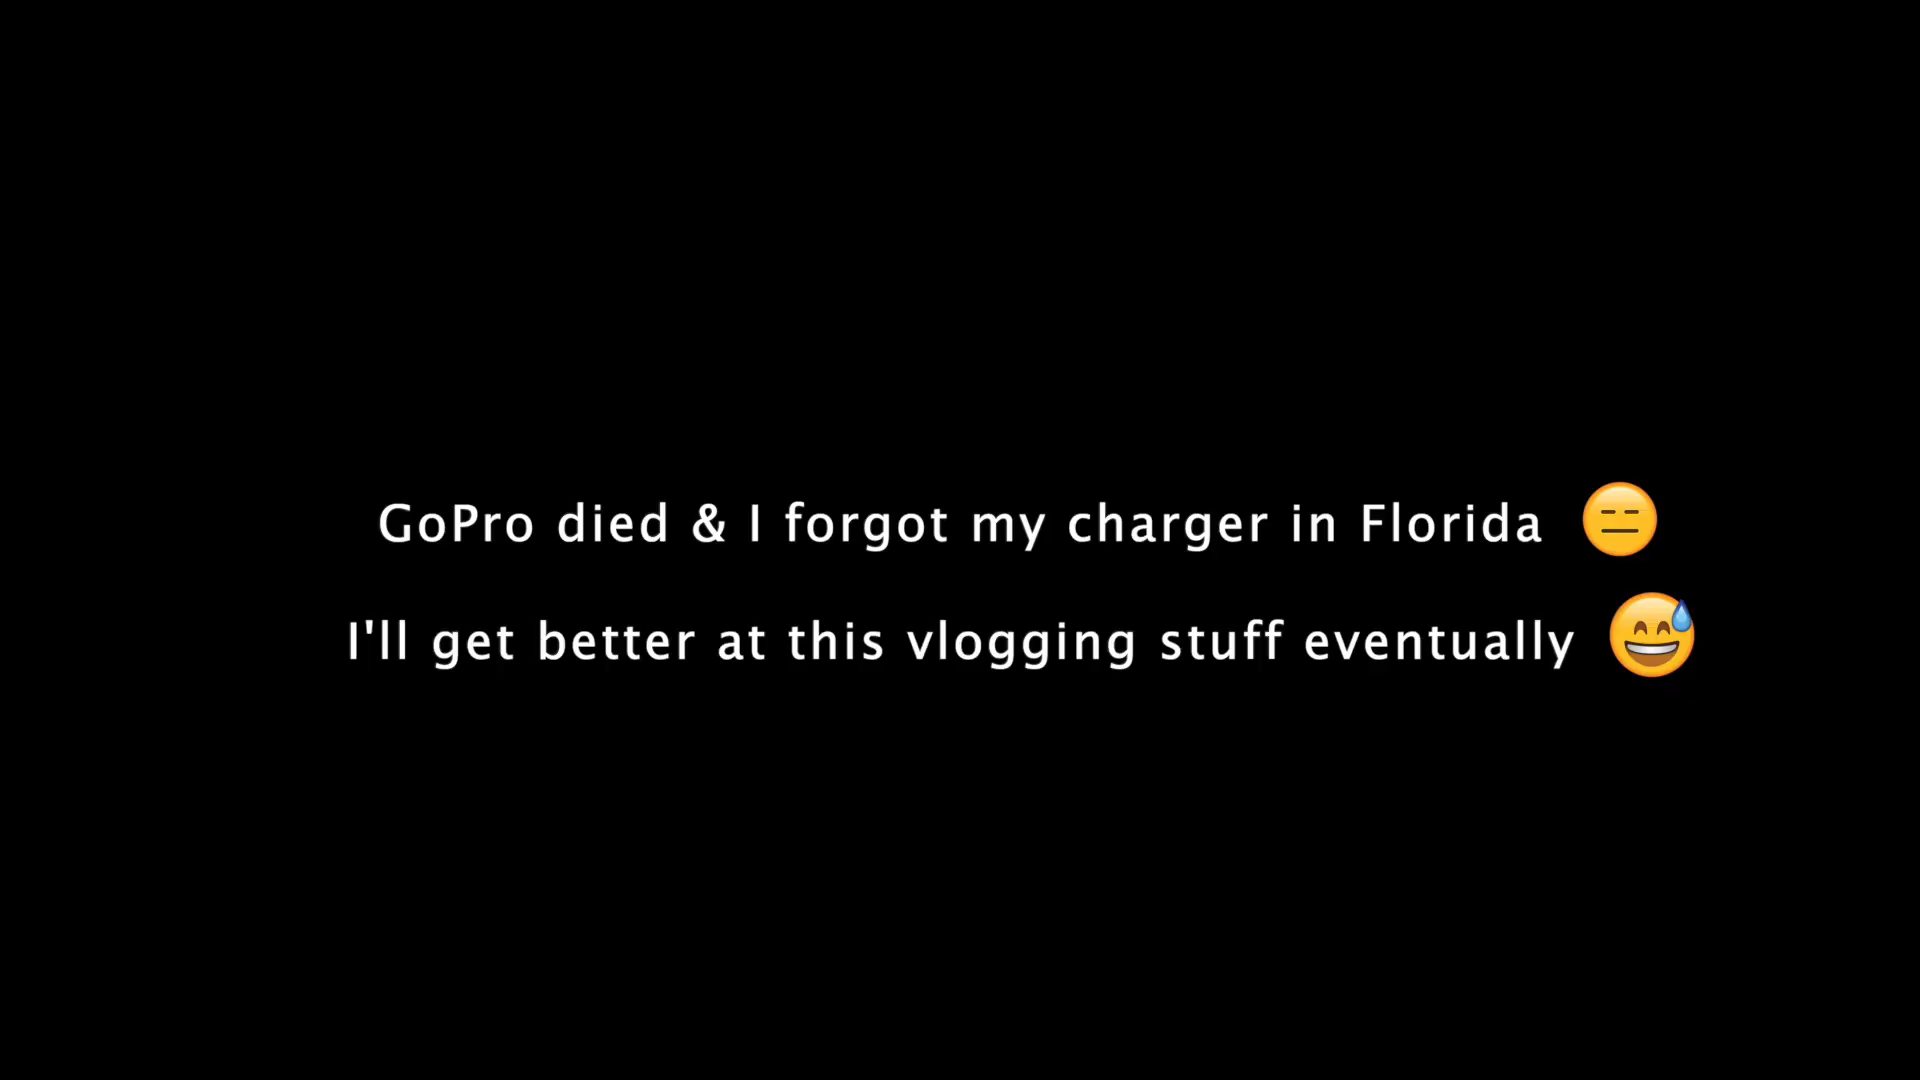 GoPro died & I forgot my charger in Florida 😑
I'll get better at this vlogging stuff eventually 😅